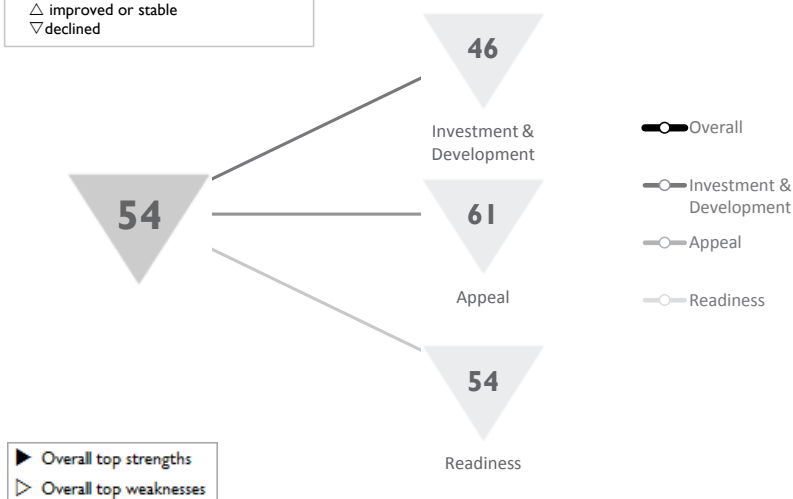 △ improved or stable
▽ declined
46
Investment &
Development
54
61
Appeal
54
Readiness
Overall
Investment &
Development
Appeal
Readiness
▶ Overall top strengths
▷ Overall top weaknesses